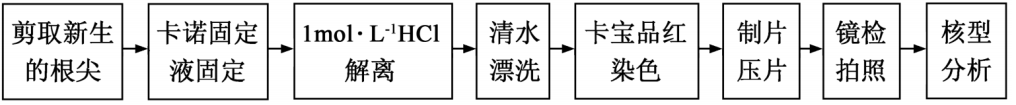 剪取新生
的根尖
卡诺固定
液固定
1mol·L⁻¹HCl
解离
清水
漂洗
卡宝品红
染色
制片
压片
镜检
拍照
核型
分析